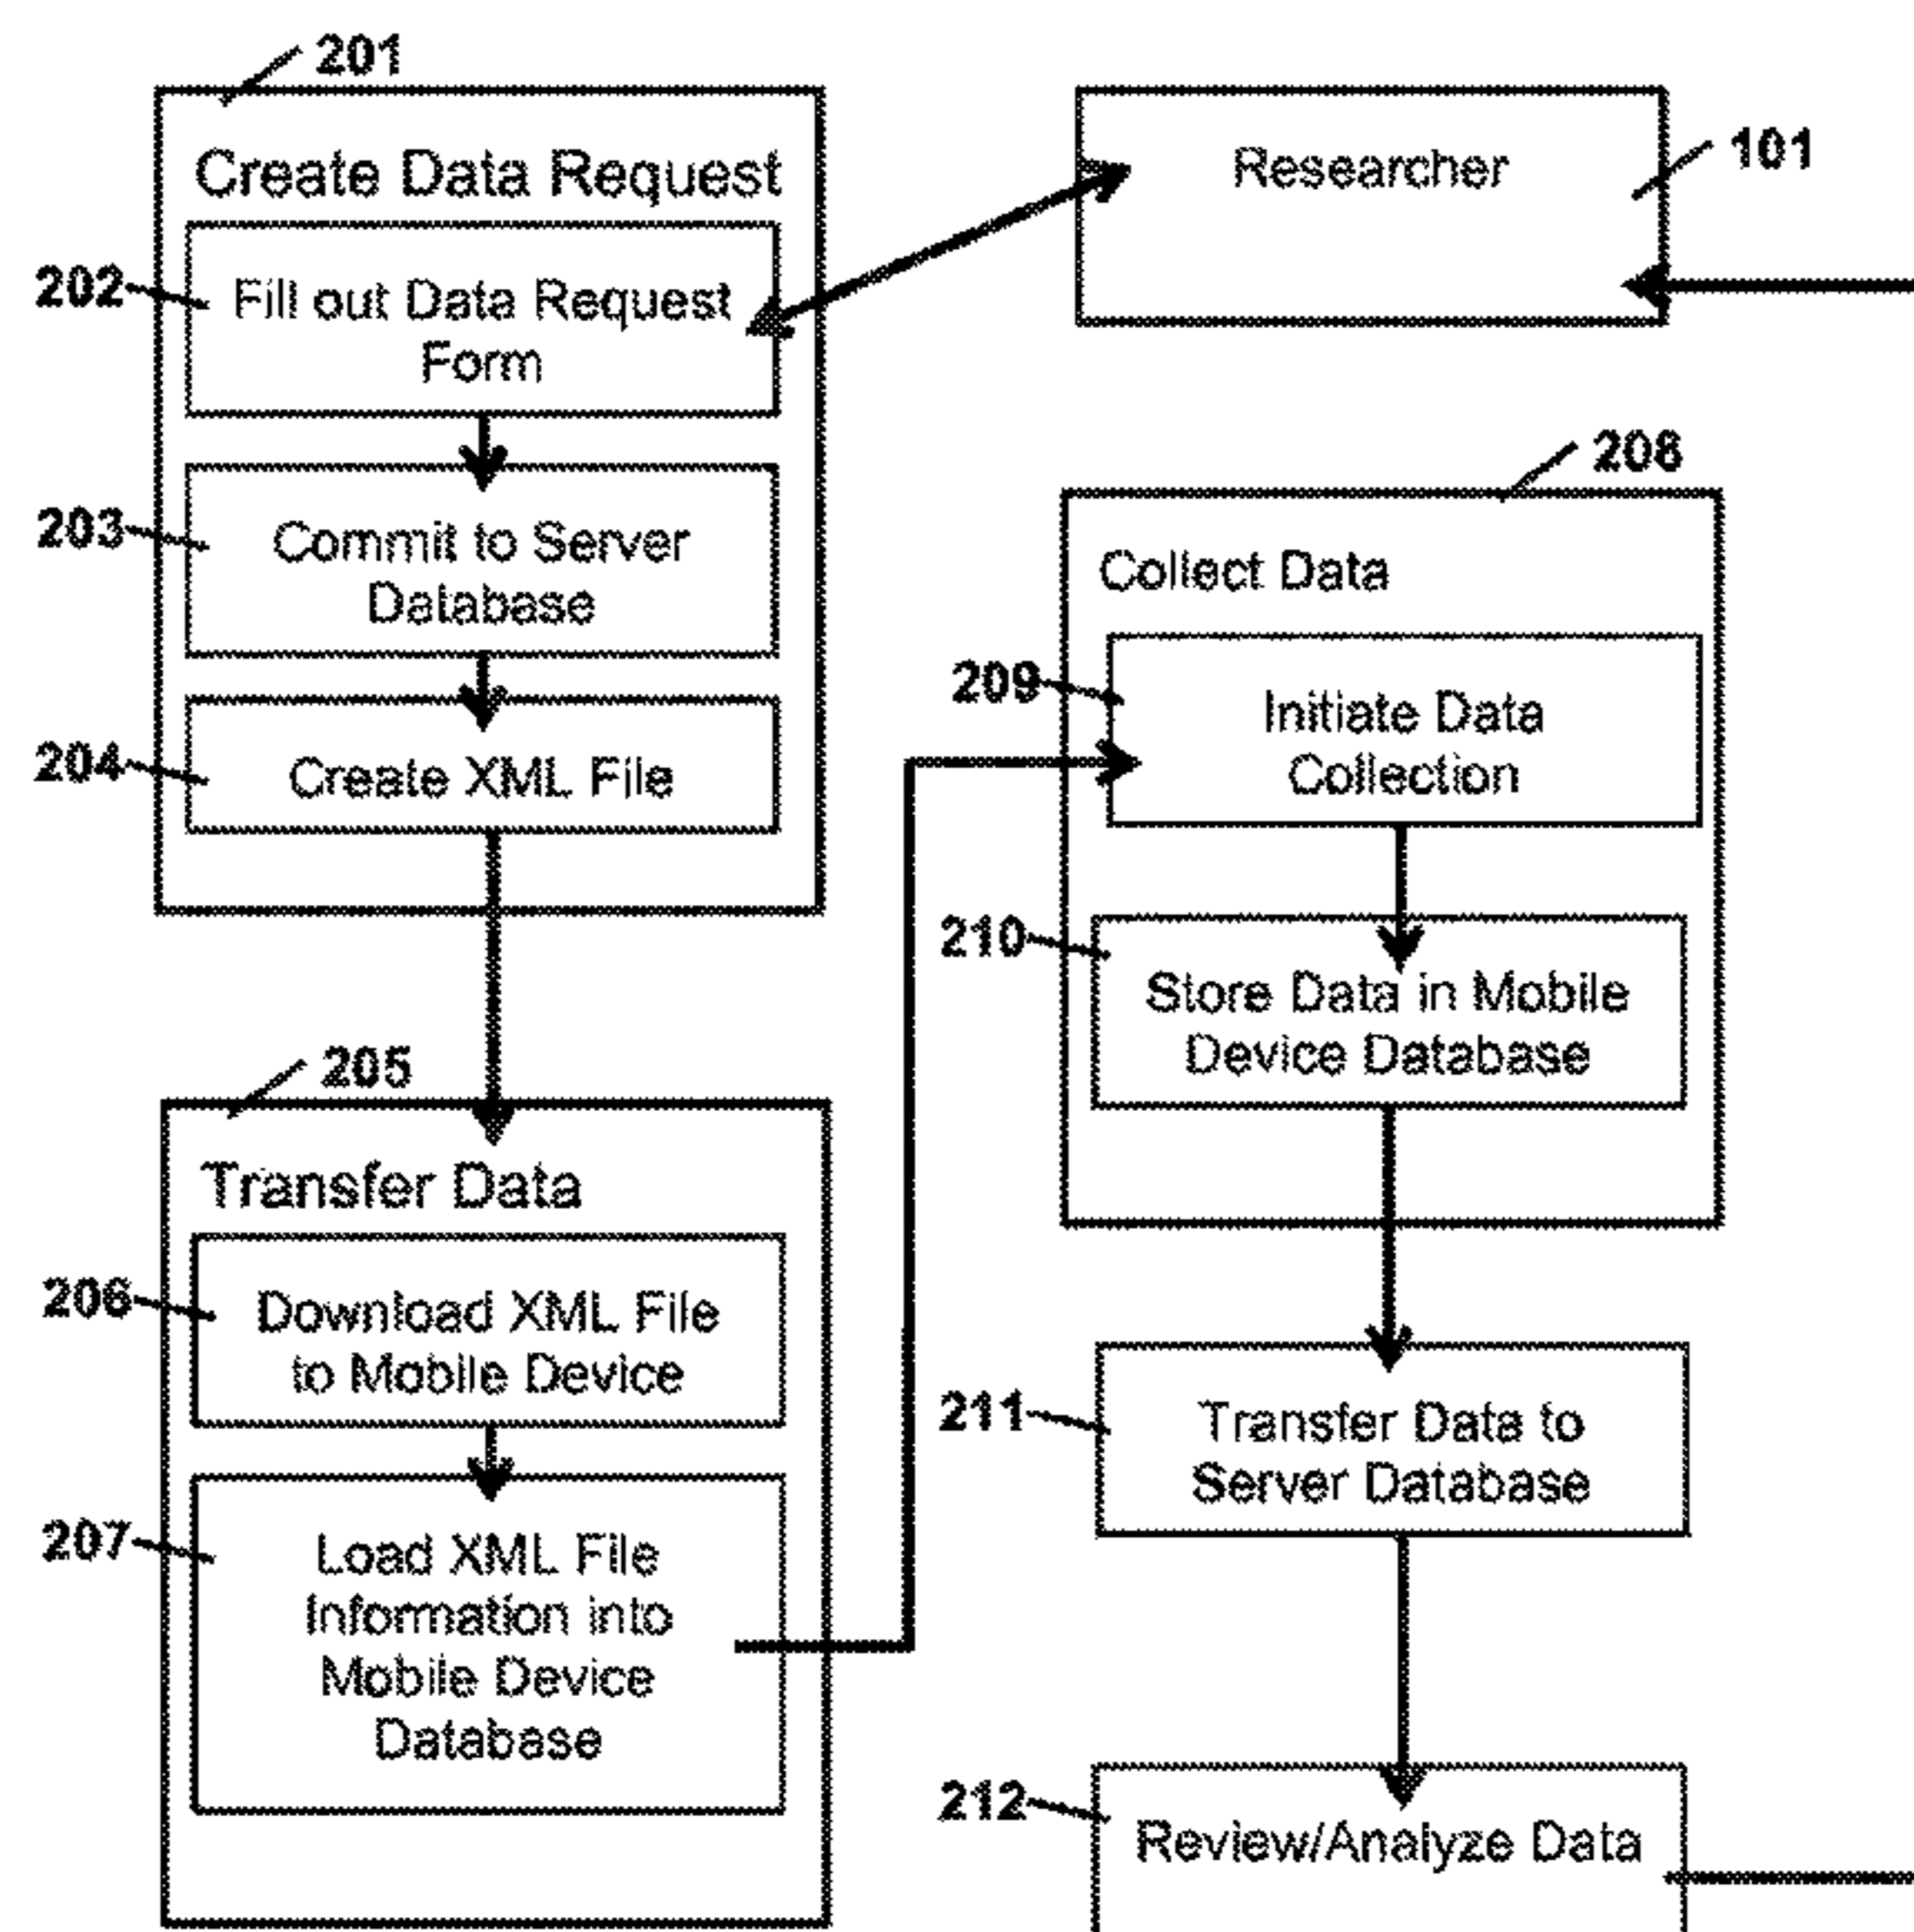 201
Create Data Request
202
Fill out Data Request
Form
203
Commit to Server
Database
204
Create XML File
205
Transfer Data
206
Download XML File
to Mobile Device
207
Load XML File
Information into
Mobile Device
Database
Researcher
101
208
Collect Data
209
Initiate Data
Collection
210
Store Data in Mobile
Device Database
211
Transfer Data to
Server Database
212
Review/Analyze Data